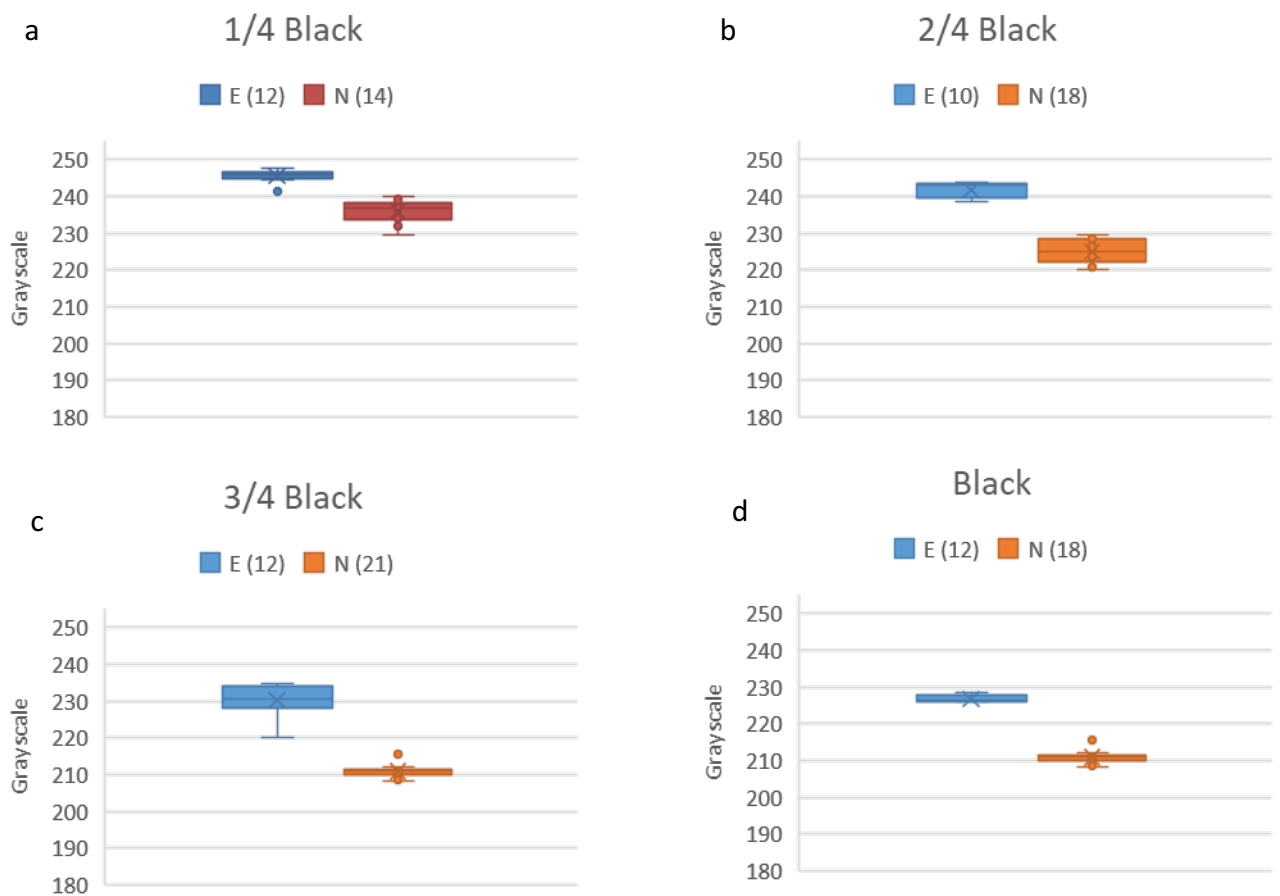 a
1/4 Black
E (12) N (14)
Grayscale
250
240
230
220
210
200
190
180
b
2/4 Black
E (10) N (18)
Grayscale
250
240
230
220
210
200
190
180
c
3/4 Black
E (12) N (21)
Grayscale
250
240
230
220
210
200
190
180
d
Black
E (12) N (18)
Grayscale
250
240
230
220
210
200
190
180